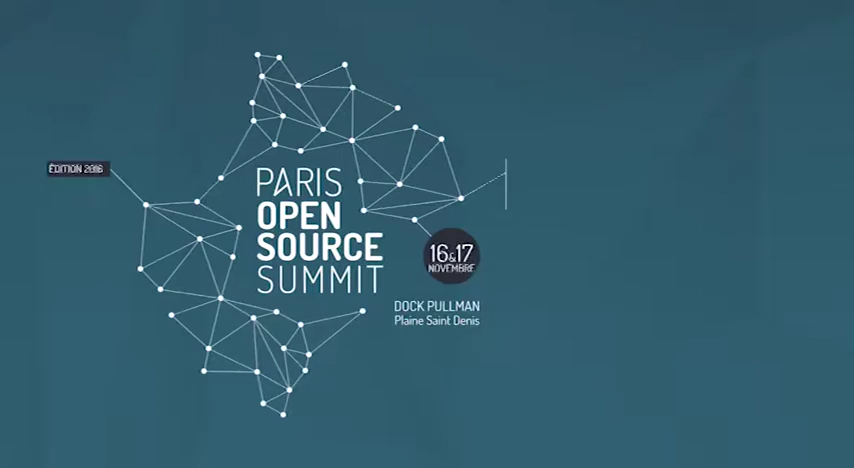 ÉDITION 2016
PARIS
OPEN
SOURCE
SUMMIT
16&17
NOVEMBRE
DOCK PULLMAN
Plaine Saint Denis